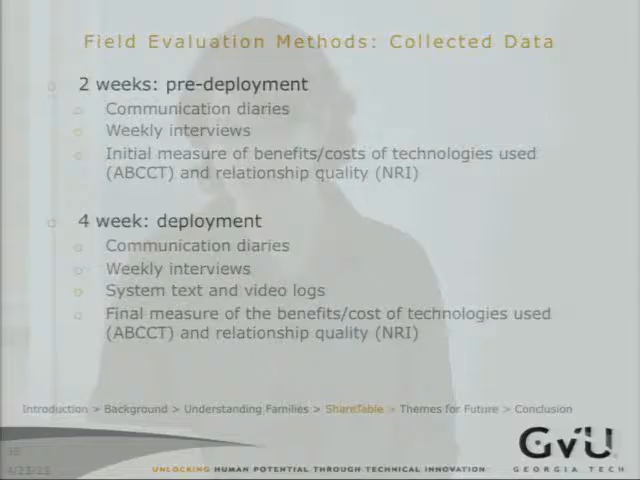 Field Evaluation Methods: Collected Data
2 weeks: pre-deployment
Communication diaries
Weekly interviews
Initial measure of benefits/costs of technologies used
(ABCCT) and relationship quality (NRI)
4 week: deployment
Communication diaries
Weekly interviews
System text and video logs
Final measure of the benefits/cost of technologies used
(ABCCT) and relationship quality (NRI)
Introduction > Background > Understanding Families > ShareTable > Themes for Future > Conclusion
GVU
GEORGIA TECH
UNLOCKING HUMAN POTENTIAL THROUGH TECHNICAL INNOVATION